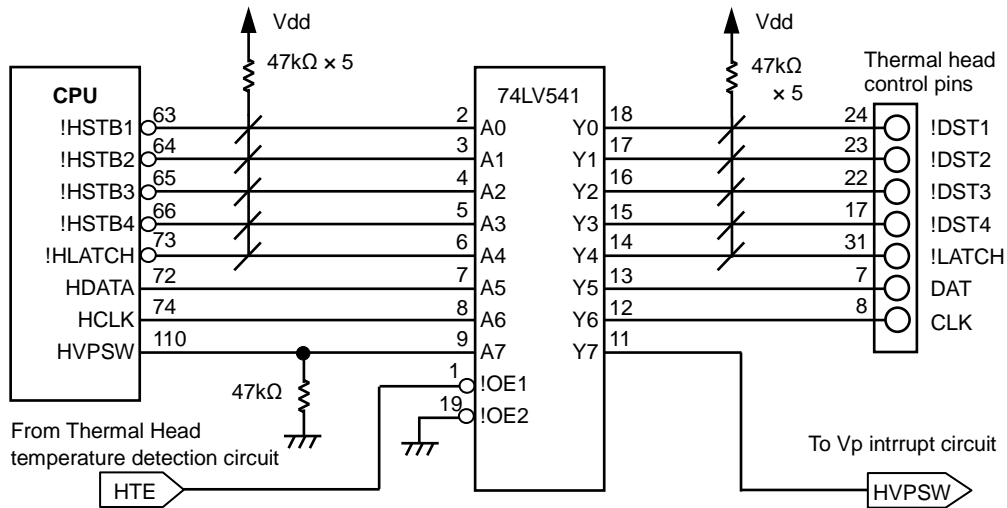 Vdd
47kΩ × 5
Vdd
47kΩ
× 5
Thermal head
control pins
CPU
74LV541
!HSTB1 63 2 A0 Y0 18 24 !DST1
!HSTB2 64 3 A1 Y1 17 23 !DST2
!HSTB3 65 4 A2 Y2 16 22 !DST3
!HSTB4 66 5 A3 Y3 15 17 !DST4
!HLATCH 73 6 A4 Y4 14 31 !LATCH
HDATA 72 7 A5 Y5 13 7 DAT
HCLK 74 8 A6 Y6 12 8 CLK
HVPSW 110 9 A7 Y7 11
47kΩ
1 !OE1
19 !OE2
From Thermal Head
temperature detection circuit
HTE
To Vp intrrupt circuit
HVPSW